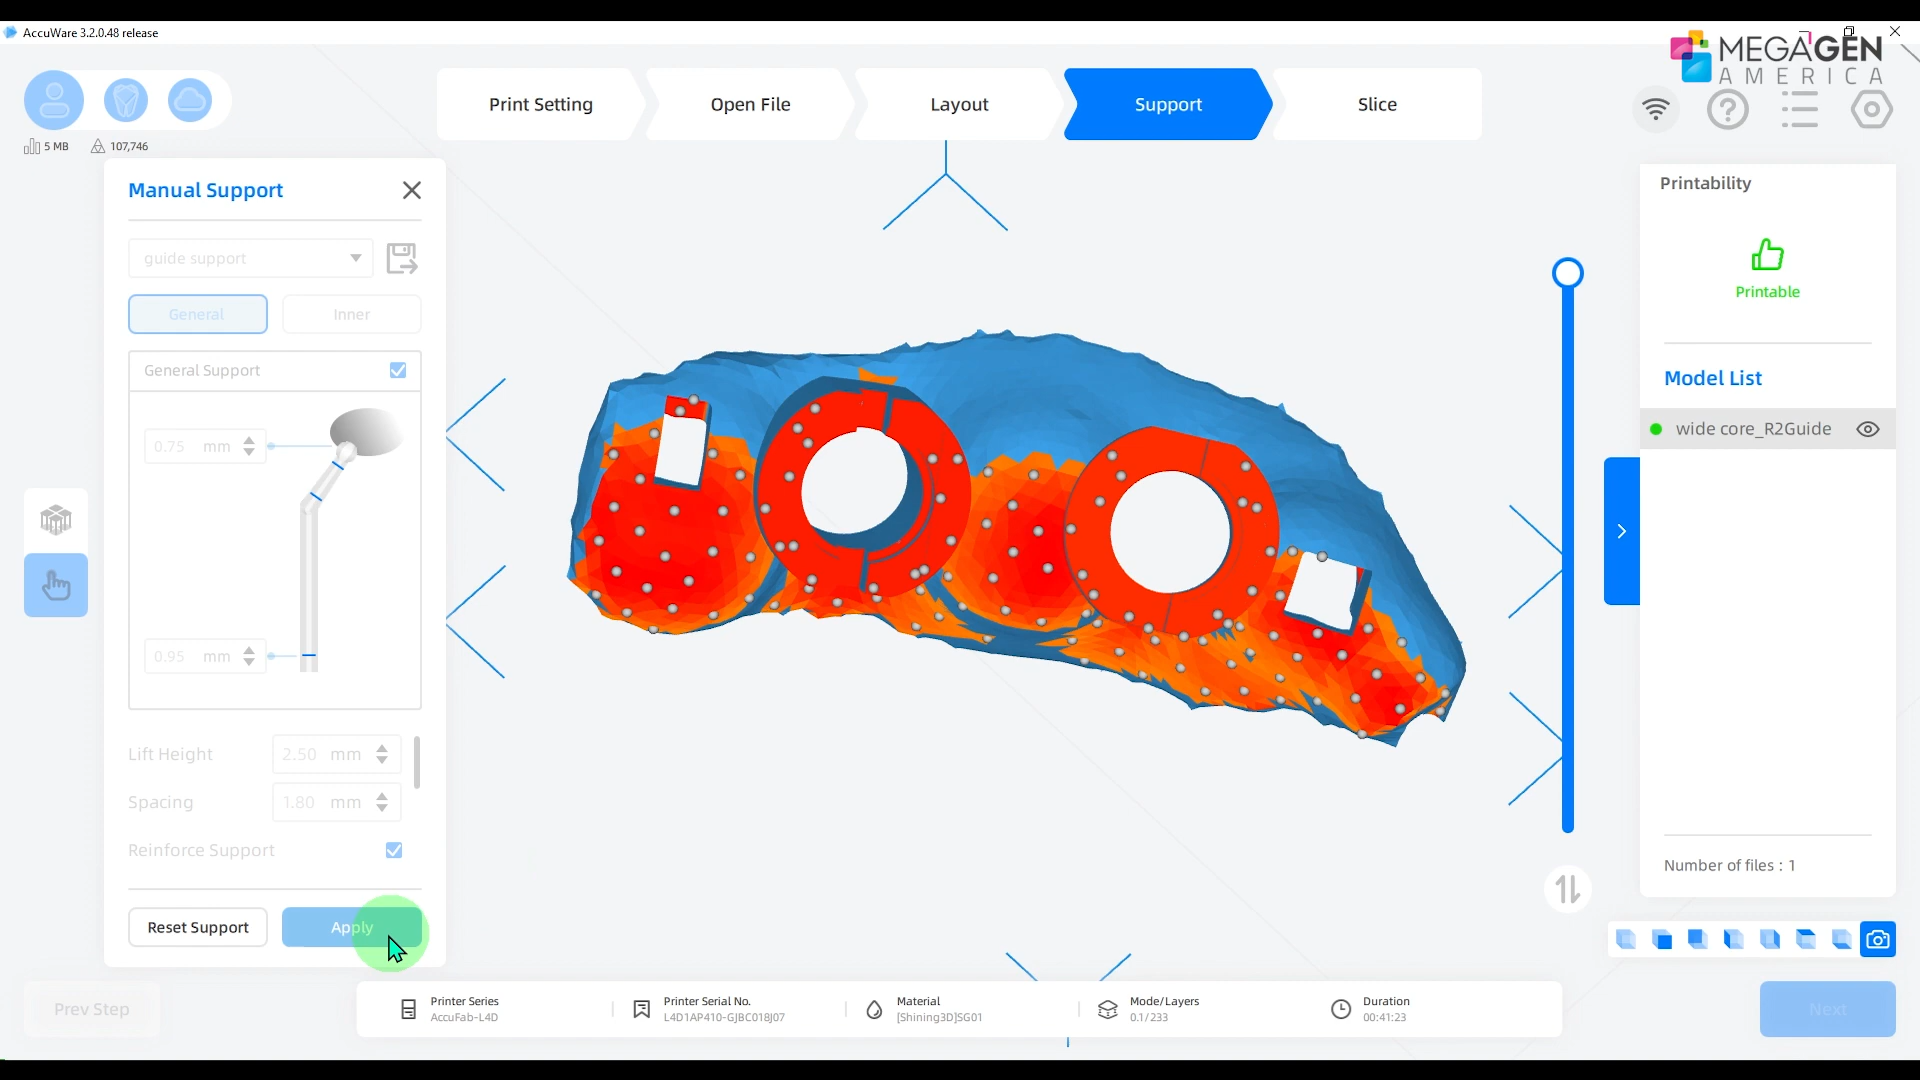 AccuWare 3.2.0.48 release
MEGAGEN
AMERICA
Print Setting
Open File
Layout
Support
Slice
5 MB
107,746
Manual Support
guide support
General
Inner
General Support
0.75 mm
0.95 mm
Lift Height
2.50 mm
Spacing
1.80 mm
Reinforce Support
Reset Support
Apply
Printability
Printable
Model List
wide core_R2Guide
Number of files : 1
Prev Step
Printer Series
AccuFab-L4D
Printer Serial No.
L4D1AP410-GJBC018J07
Material
[Shining3D]SG01
Mode/Layers
0.1/233
Duration
00:41:23
Next